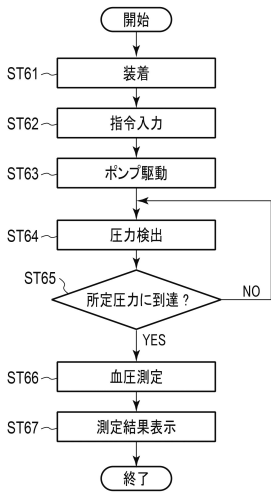 開始
ST61 装着
ST62 指令入力
ST63 ポンプ駆動
ST64 圧力検出
ST65
所定圧力に到達？
NO
YES
ST66 血圧測定
ST67 測定結果表示
終了